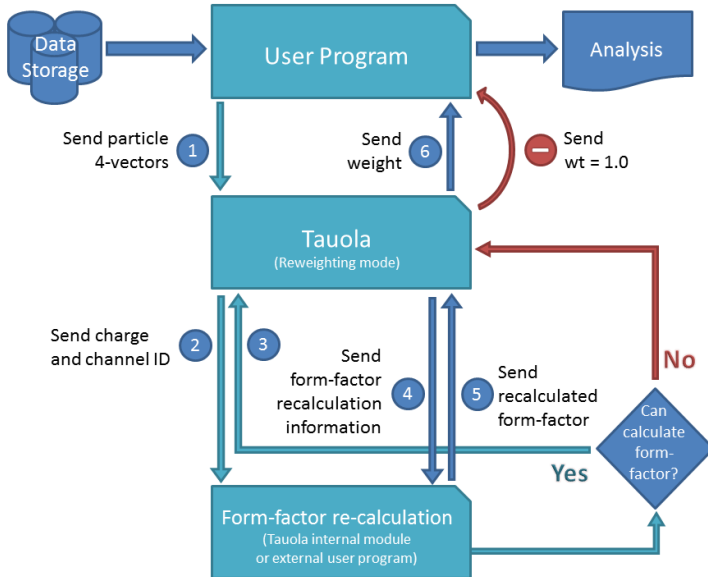 Data
Storage
User Program
Analysis
Send particle
4-vectors
1
Send
weight
6
Send
wt = 1.0
Tauola
(Reweighting mode)
Send charge
and channel ID
2
3
Send
form-factor
recalculation
information
4
5
Send
recalculated
form-factor
No
Can
calculate
form-
factor?
Yes
Form-factor re-calculation
(Tauola internal module
or external user program)